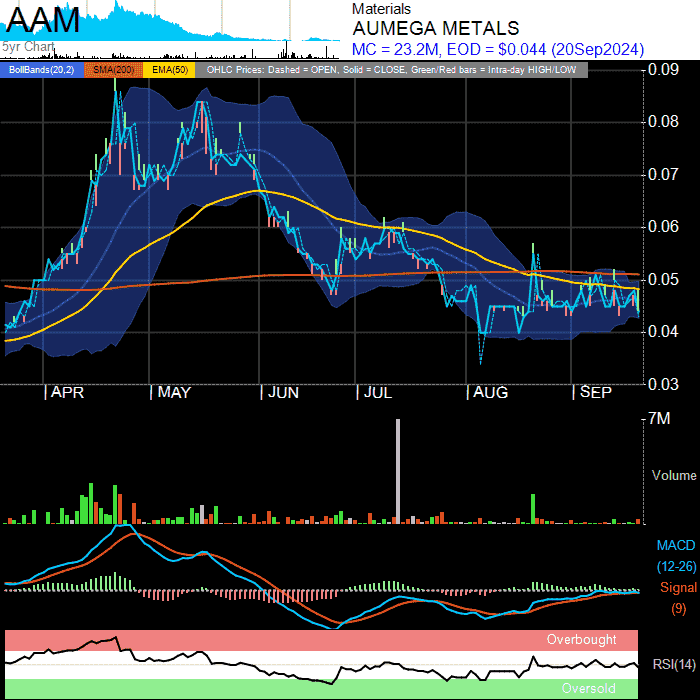 AAM
5yr Chart
Materials
AUMEGA METALS
MC = 23.2M, EOD = $0.044 (20Sep2024)
BollBands(20,2) SMA(200) EMA(50) OHLC Prices: Dashed = OPEN, Solid = CLOSE, Green/Red bars = Intra-day HIGH/LOW
0.09
0.08
0.07
0.06
0.05
0.04
0.03
APR MAY JUN JUL AUG SEP
7M
Volume
MACD
(12-26)
Signal
(9)
Overbought
RSI(14)
Oversold